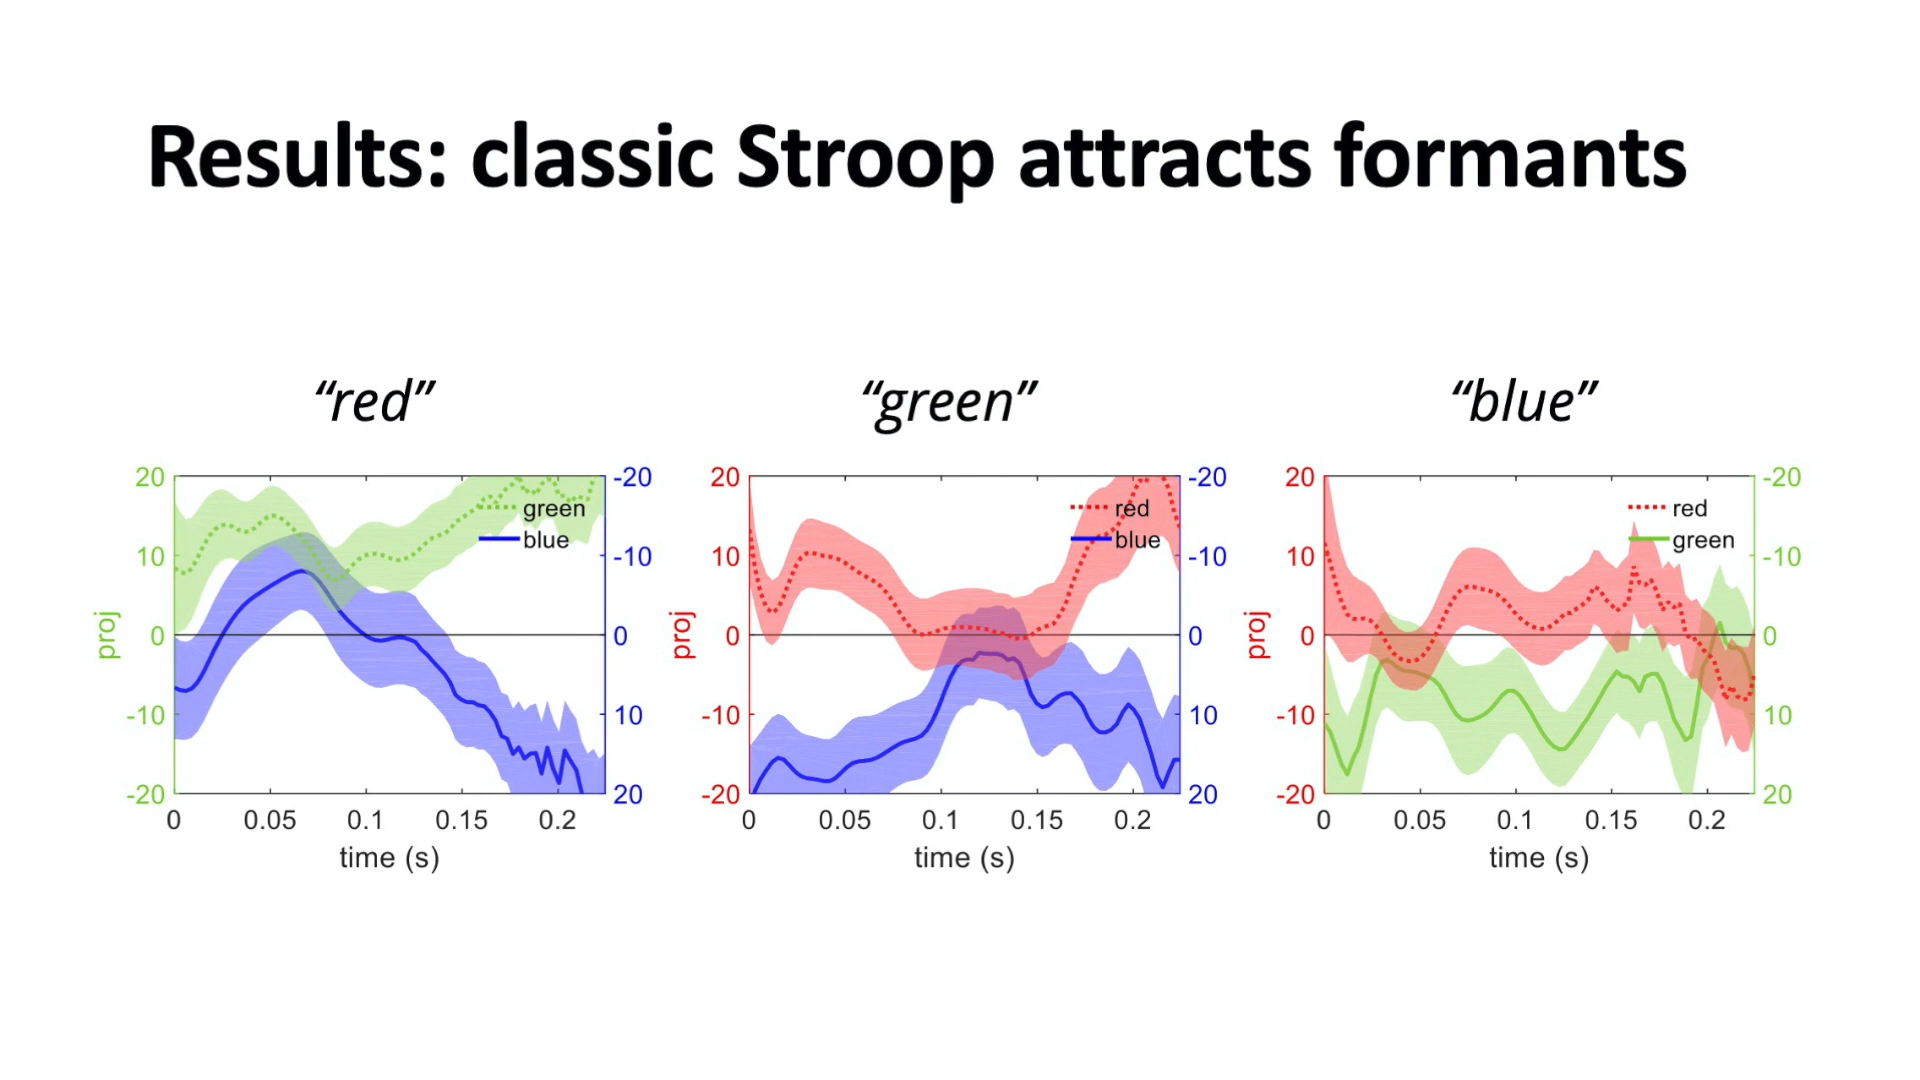 Results: classic Stroop attracts formants
“red”
“green”
“blue”
20
10
0
-10
-20
proj
green
blue
-20
-10
0
10
20
0 0.05 0.1 0.15 0.2
time (s)
20
10
0
-10
-20
proj
red
blue
-20
-10
0
10
20
0 0.05 0.1 0.15 0.2
time (s)
20
10
0
-10
-20
proj
red
green
-20
-10
0
10
20
0 0.05 0.1 0.15 0.2
time (s)